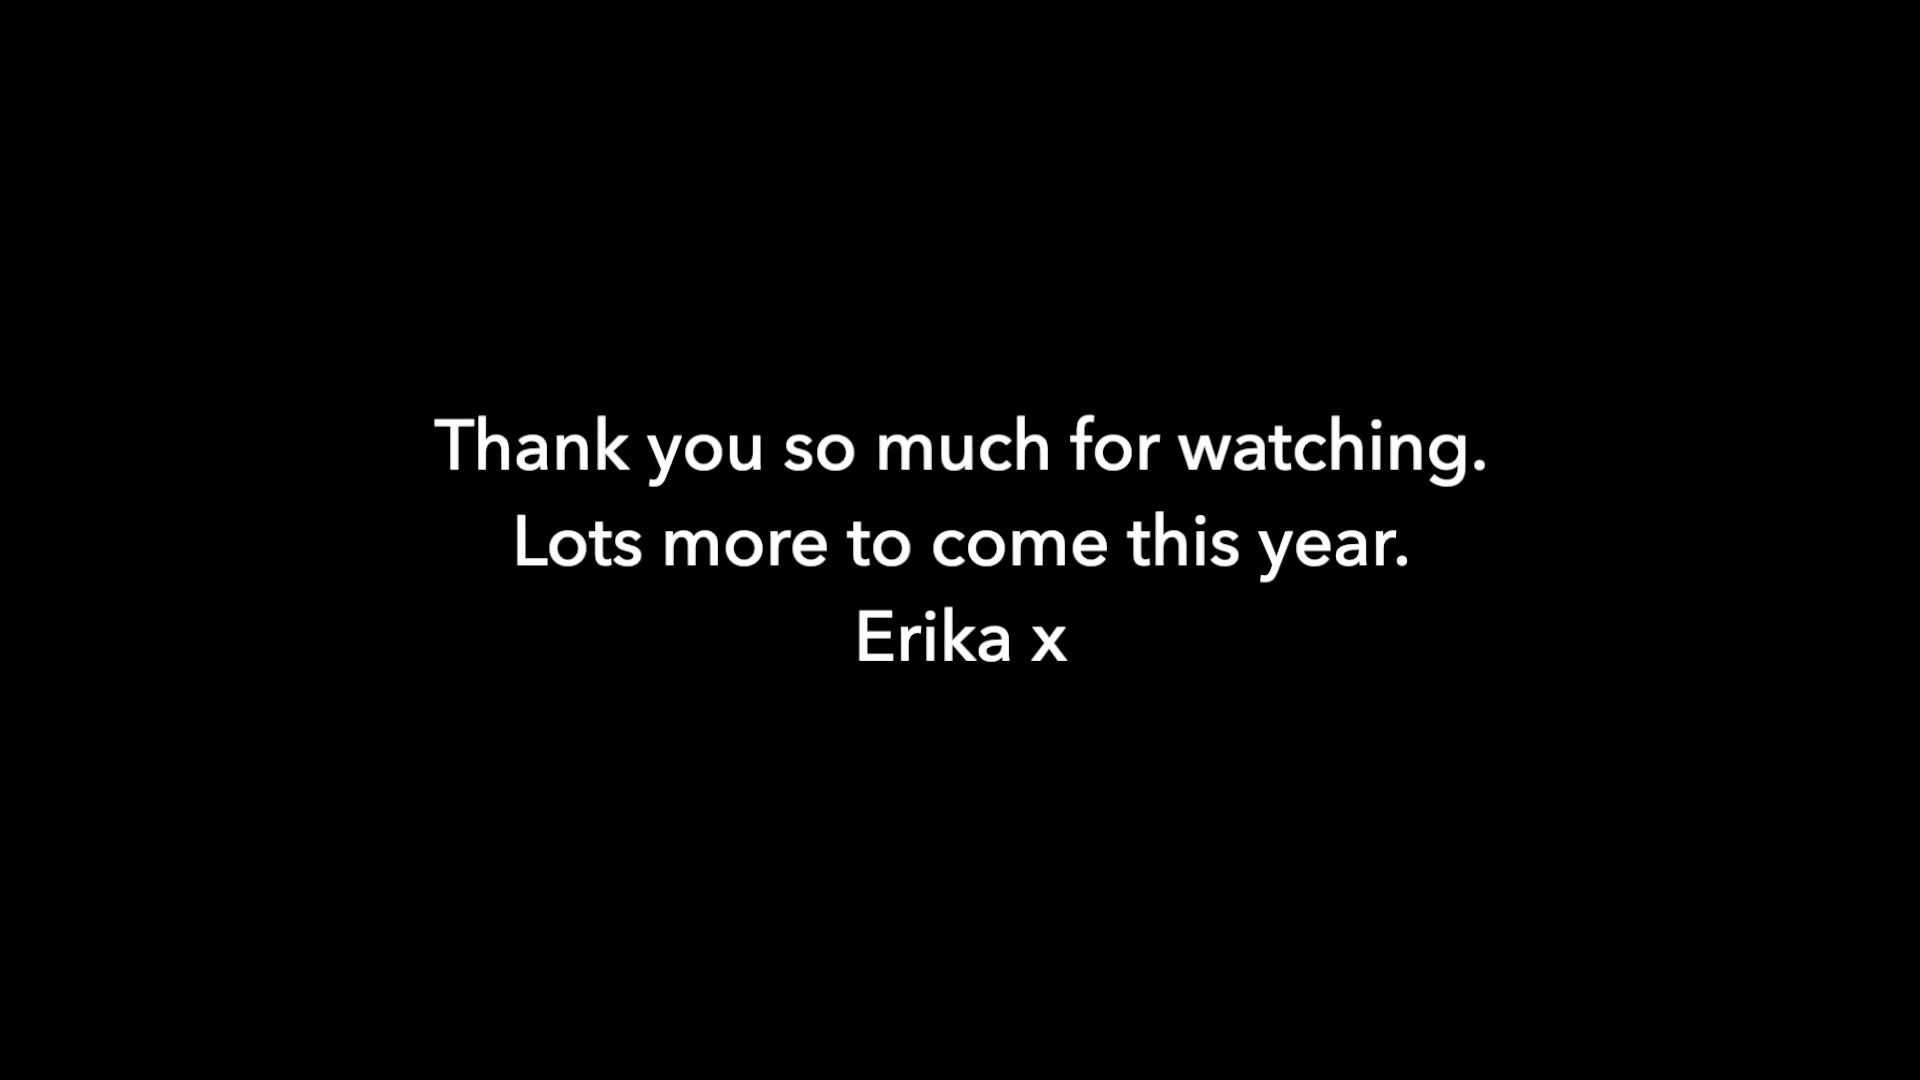 Thank you so much for watching.
Lots more to come this year.
Erika x